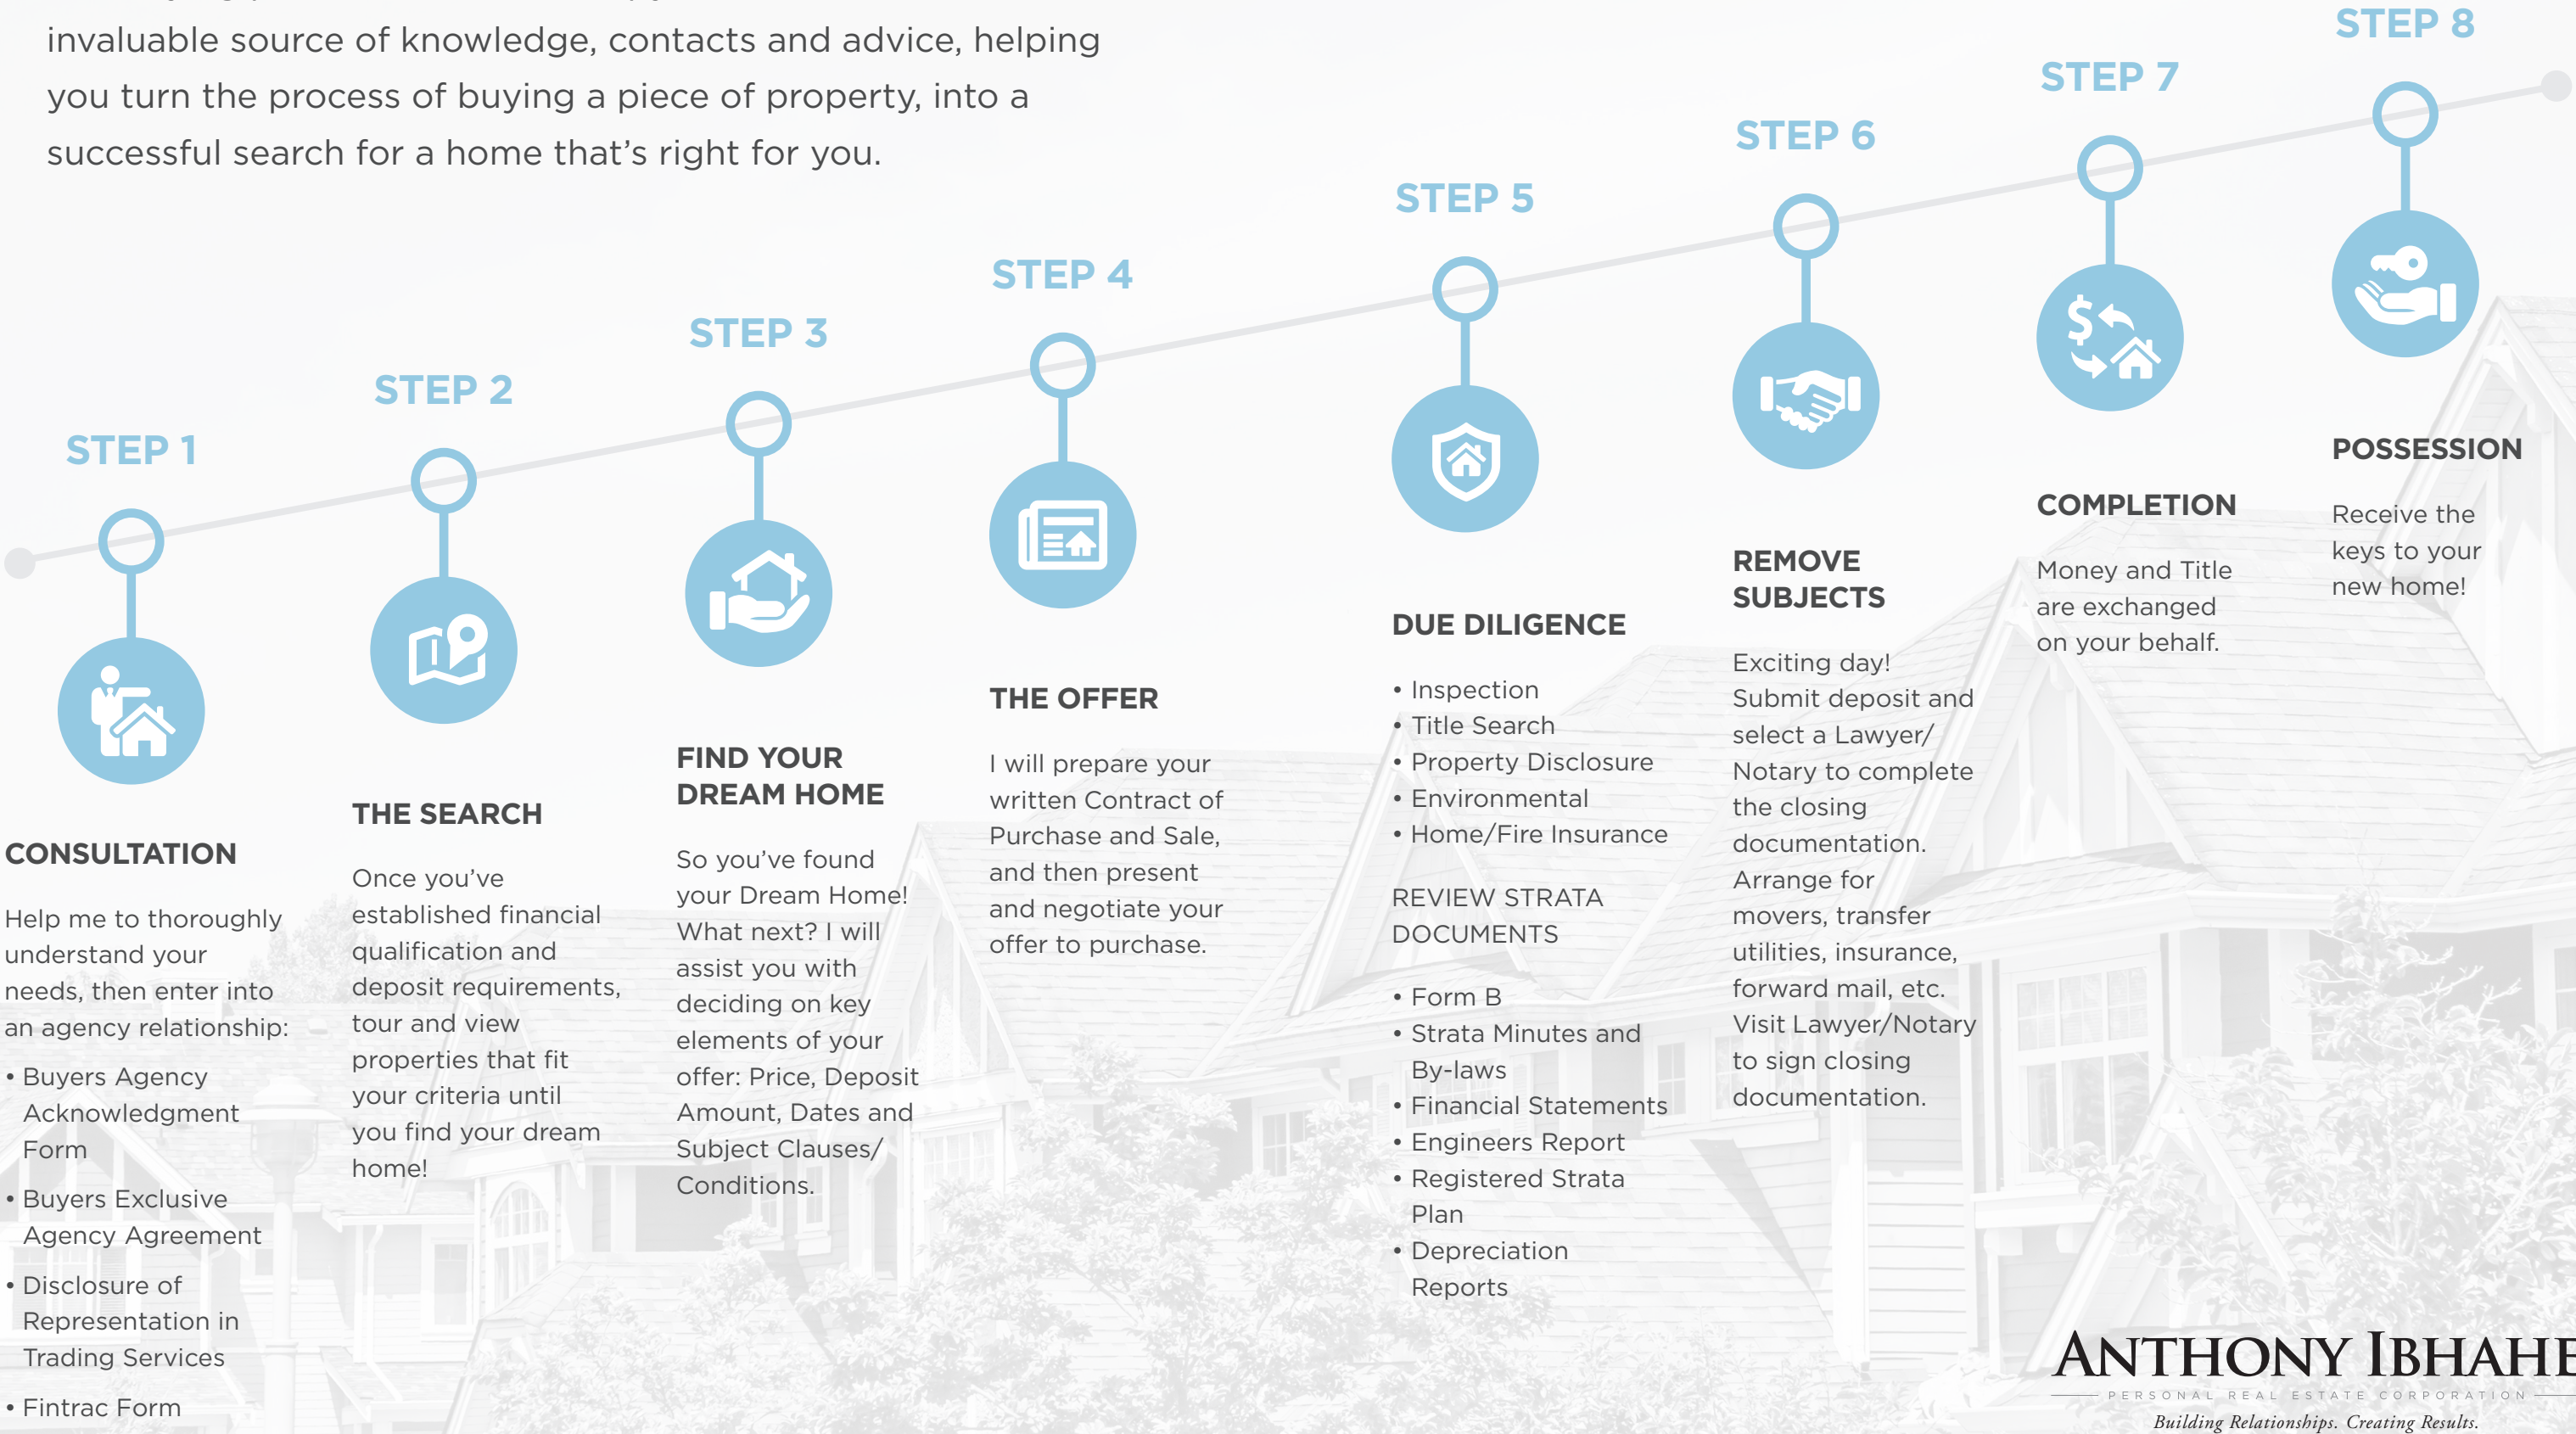 invaluable source of knowledge, contacts and advice, helping
you turn the process of buying a piece of property, into a
successful search for a home that’s right for you.
STEP 1
CONSULTATION
Help me to thoroughly
understand your
needs, then enter into
an agency relationship:
• Buyers Agency
Acknowledgment
Form
• Buyers Exclusive
Agency Agreement
• Disclosure of
Representation in
Trading Services
• Fintrac Form
STEP 2
THE SEARCH
Once you’ve
established financial
qualification and
deposit requirements,
tour and view
properties that fit
your criteria until
you find your dream
home!
STEP 3
FIND YOUR
DREAM HOME
So you’ve found
your Dream Home!
What next? I will
assist you with
deciding on key
elements of your
offer: Price, Deposit
Amount, Dates and
Subject Clauses/
Conditions.
STEP 4
THE OFFER
I will prepare your
written Contract of
Purchase and Sale,
and then present
and negotiate your
offer to purchase.
STEP 5
DUE DILIGENCE
• Inspection
• Title Search
• Property Disclosure
• Environmental
• Home/Fire Insurance
REVIEW STRATA
DOCUMENTS
• Form B
• Strata Minutes and
By-laws
• Financial Statements
• Engineers Report
• Registered Strata
Plan
• Depreciation
Reports
STEP 6
REMOVE
SUBJECTS
Exciting day!
Submit deposit and
select a Lawyer/
Notary to complete
the closing
documentation.
Arrange for
movers, transfer
utilities, insurance,
forward mail, etc.
Visit Lawyer/Notary
to sign closing
documentation.
STEP 7
$
COMPLETION
Money and Title
are exchanged
on your behalf.
STEP 8
POSSESSION
Receive the
keys to your
new home!
ANTHONY IBHAHE
PERSONAL REAL ESTATE CORPORATION
Building Relationships. Creating Results.